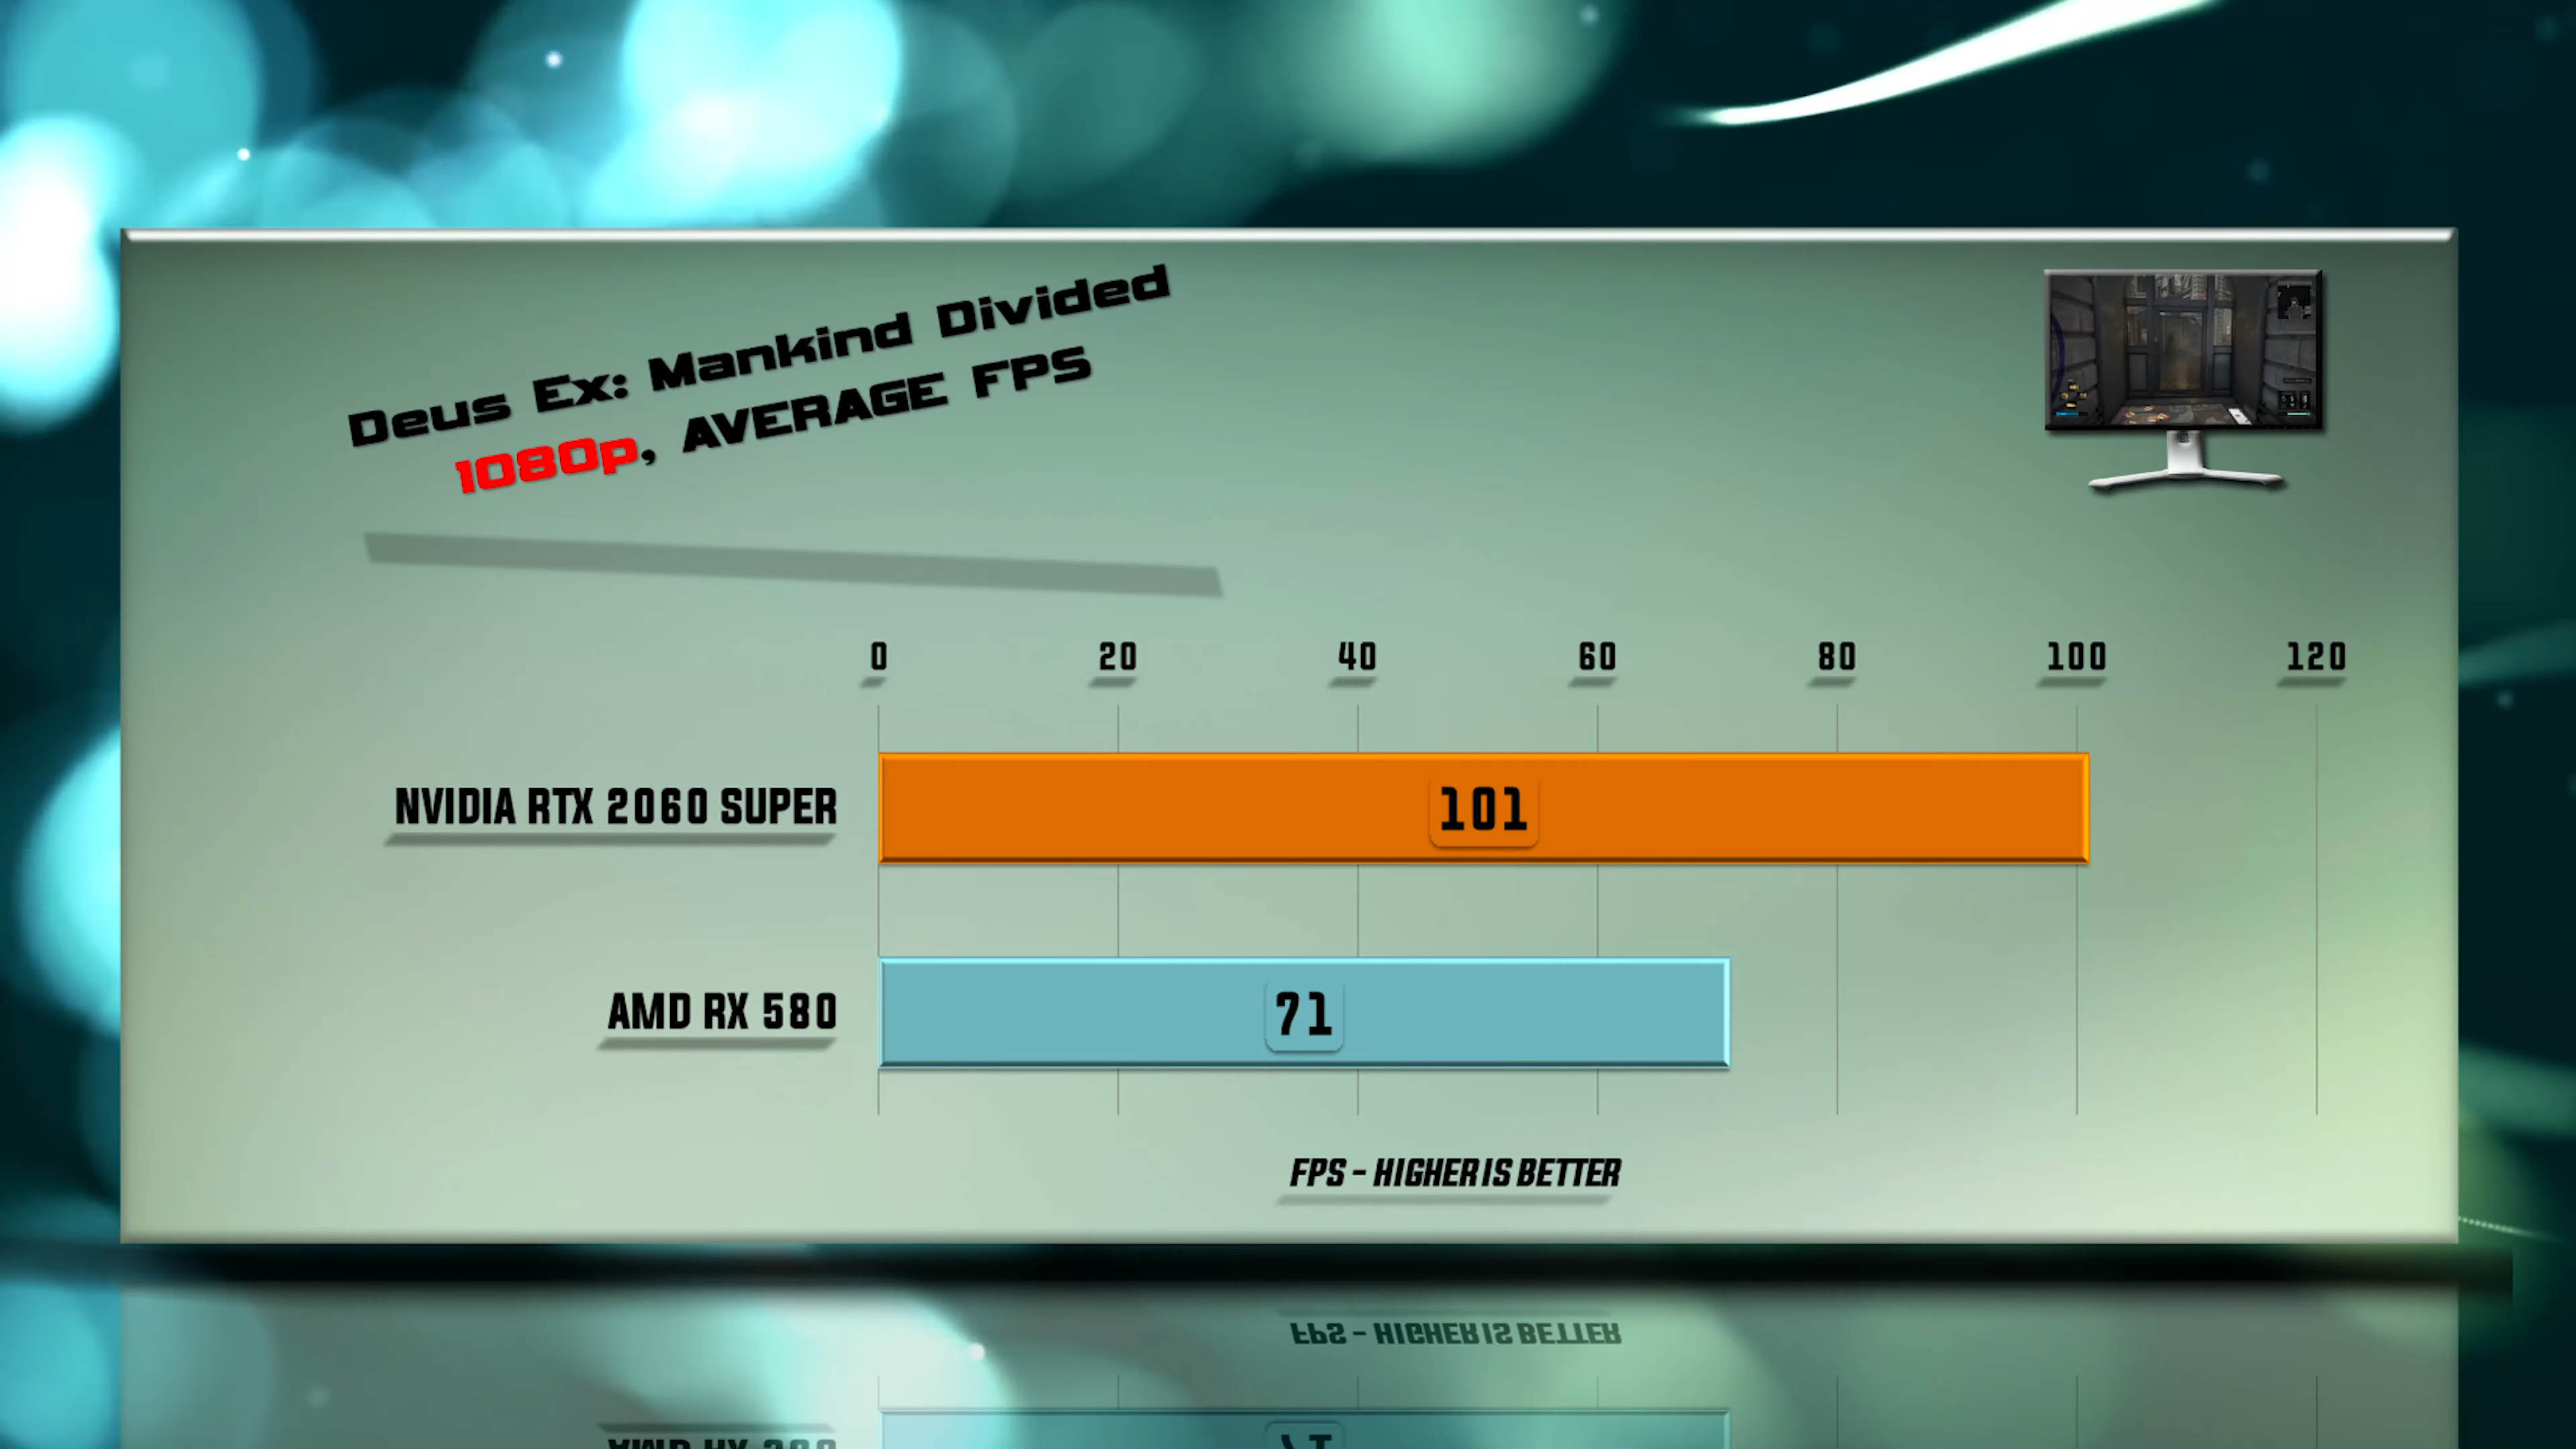 Deus Ex: Mankind Divided
1080p, AVERAGE FPS
0 20 40 60 80 100 120
NVIDIA RTX 2060 SUPER 101
AMD RX 580 71
FPS - HIGHER IS BETTER